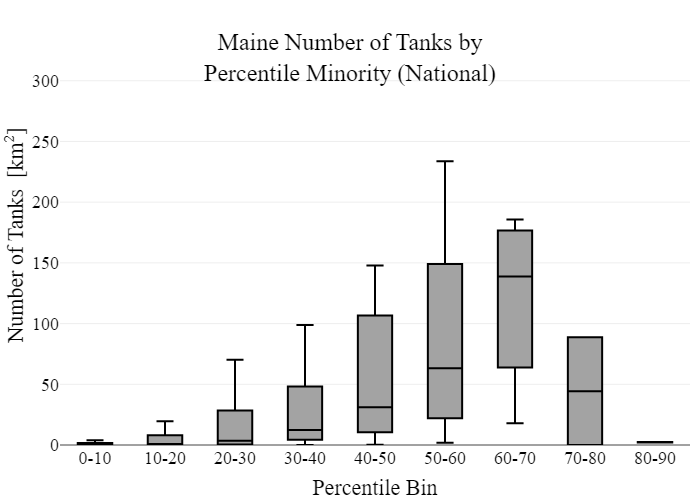 Maine Number of Tanks by
Percentile Minority (National)
Number of Tanks [km²]
300
250
200
150
100
50
0
0-10 10-20 20-30 30-40 40-50 50-60 60-70 70-80 80-90
Percentile Bin